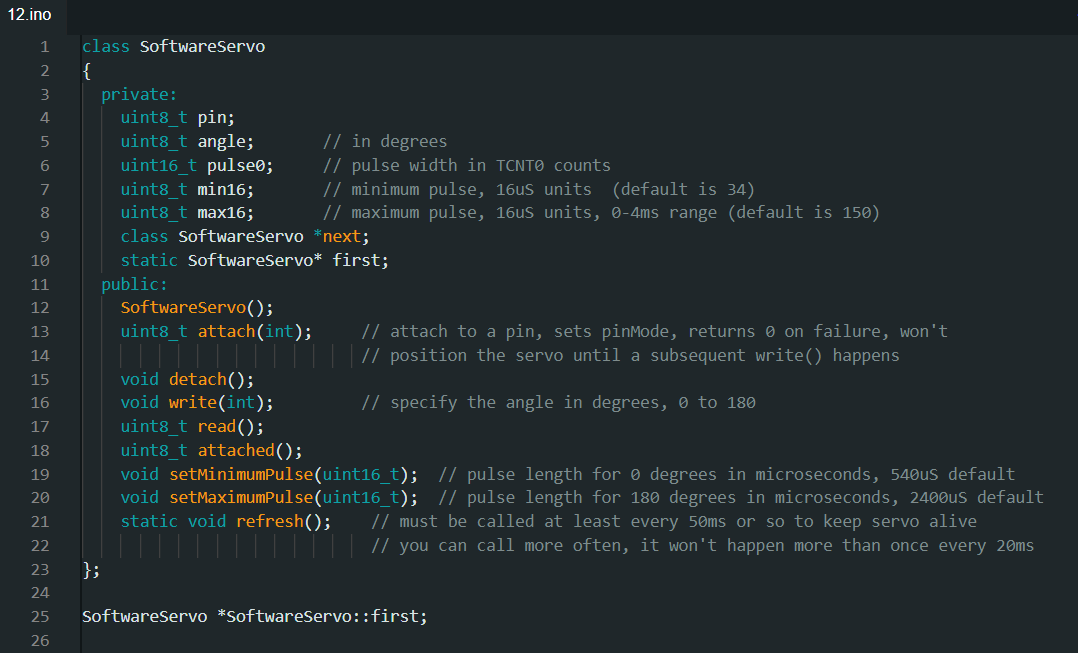 12.ino
1 class SoftwareServo
2 {
3   private:
4     uint8_t pin;
5     uint8_t angle;       // in degrees
6     uint16_t pulse0;     // pulse width in TCNT0 counts
7     uint8_t min16;       // minimum pulse, 16uS units  (default is 34)
8     uint8_t max16;       // maximum pulse, 16uS units, 0-4ms range (default is 150)
9     class SoftwareServo *next;
10     static SoftwareServo* first;
11   public:
12     SoftwareServo();
13     uint8_t attach(int);     // attach to a pin, sets pinMode, returns 0 on failure, won't
14                              // position the servo until a subsequent write() happens
15     void detach();
16     void write(int);         // specify the angle in degrees, 0 to 180
17     uint8_t read();
18     uint8_t attached();
19     void setMinimumPulse(uint16_t);  // pulse length for 0 degrees in microseconds, 540uS default
20     void setMaximumPulse(uint16_t);  // pulse length for 180 degrees in microseconds, 2400uS default
21     static void refresh();    // must be called at least every 50ms or so to keep servo alive
22                               // you can call more often, it won't happen more than once every 20ms
23 };
24
25 SoftwareServo *SoftwareServo::first;
26